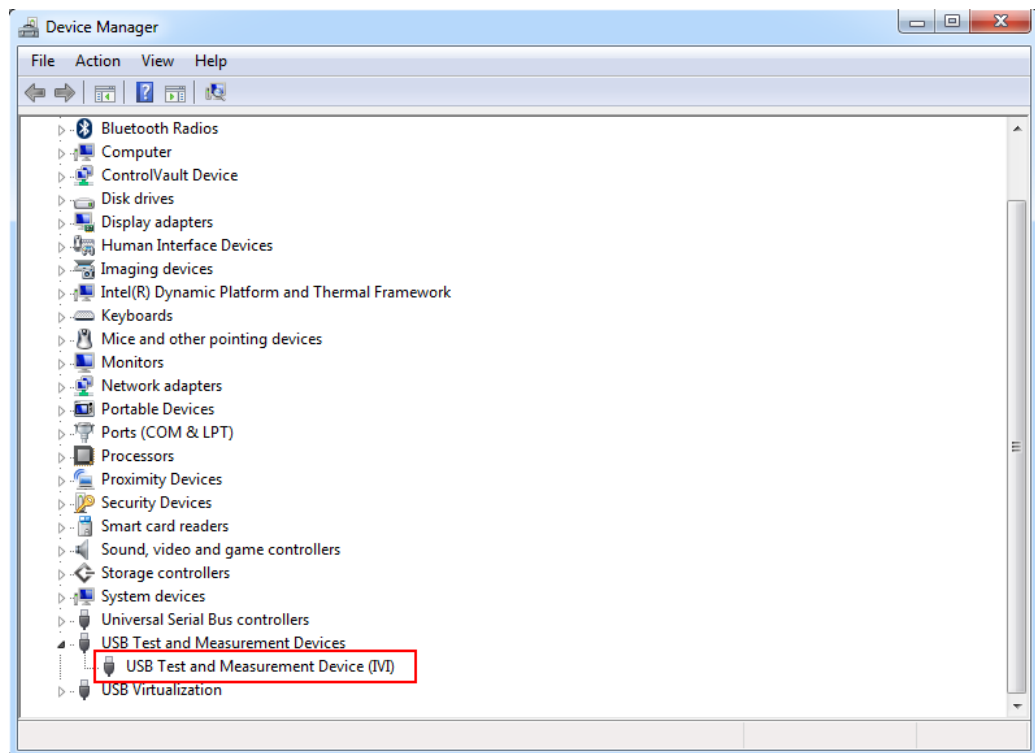 Device Manager
File Action View Help
Bluetooth Radios
Computer
ControlVault Device
Disk drives
Display adapters
Human Interface Devices
Imaging devices
Intel(R) Dynamic Platform and Thermal Framework
Keyboards
Mice and other pointing devices
Monitors
Network adapters
Portable Devices
Ports (COM & LPT)
Processors
Proximity Devices
Security Devices
Smart card readers
Sound, video and game controllers
Storage controllers
System devices
Universal Serial Bus controllers
USB Test and Measurement Devices
USB Test and Measurement Device (IVI)
USB Virtualization